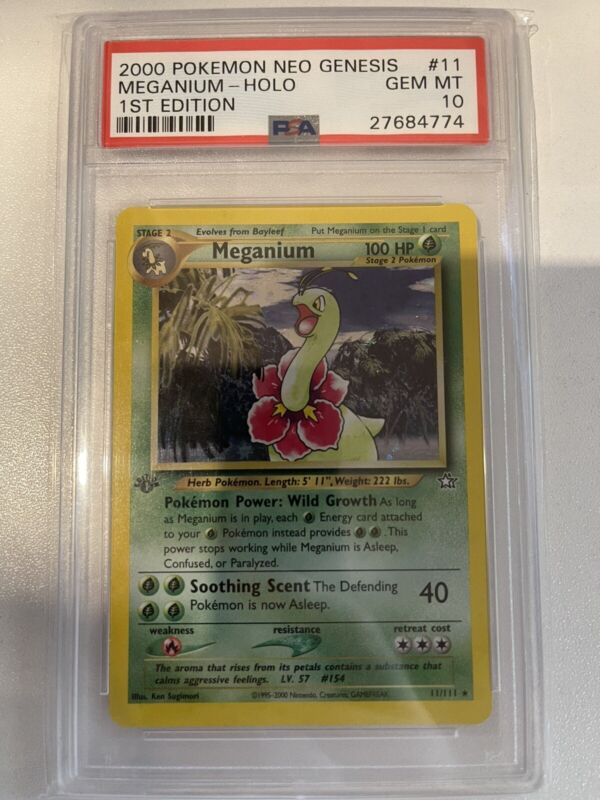 2000 POKEMON NEO GENESIS #11
MEGANIUM - HOLO GEM MT
1ST EDITION 10
PSA 27684774
STAGE 2 Evolves from Bayleef Put Meganium on the Stage 1 card
Meganium 100 HP
Stage 2 Pokémon
Herb Pokémon. Length: 5' 11", Weight: 222 lbs.
Pokémon Power: Wild Growth As long
as Meganium is in play, each Energy card attached
to your Pokémon instead provides . This
power stops working while Meganium is Asleep,
Confused, or Paralyzed.
Soothing Scent The Defending 40
Pokémon is now Asleep.
weakness resistance retreat cost
The aroma that rises from its petals contains a substance that
calms aggressive feelings. LV. 57 #154
Illus. Ken Sugimori ©1995-2000 Nintendo, Creatures, GAMEFREAK. 11/111 ★